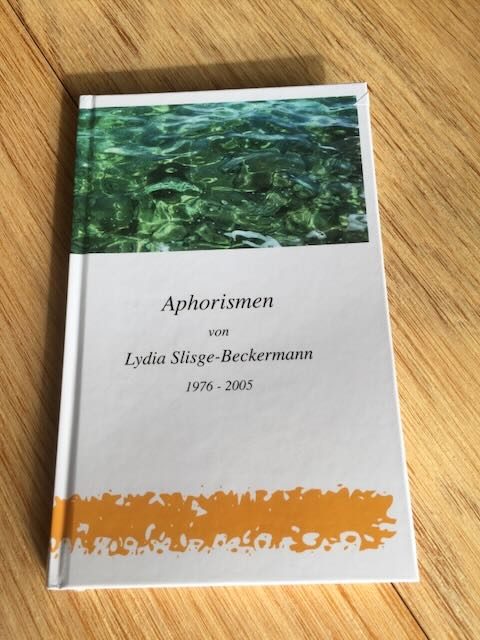 Aphorismen
von
Lydia Slisge-Beckermann
1976 - 2005